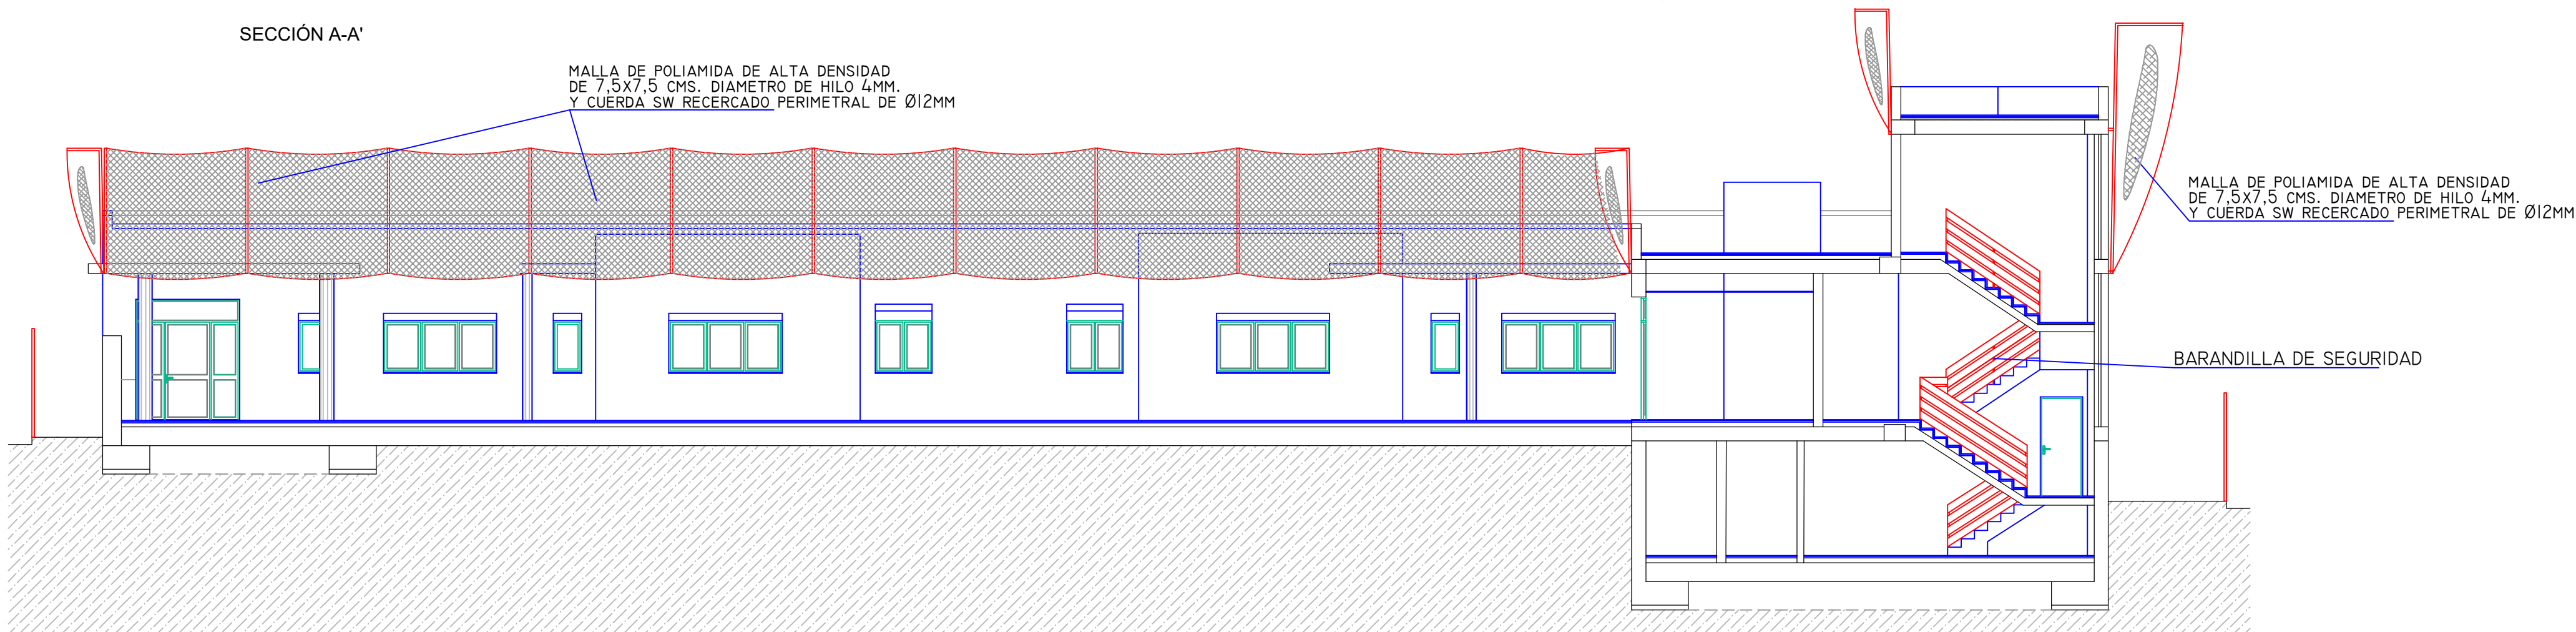 SECCIÓN A-A'
MALLA DE POLIAMIDA DE ALTA DENSIDAD
DE 7,5X7,5 CMS. DIAMETRO DE HILO 4MM.
Y CUERDA SW RECERCADO PERIMETRAL DE Ø12MM
MALLA DE POLIAMIDA DE ALTA DENSIDAD
DE 7,5X7,5 CMS. DIAMETRO DE HILO 4MM.
Y CUERDA SW RECERCADO PERIMETRAL DE Ø12MM
BARANDILLA DE SEGURIDAD